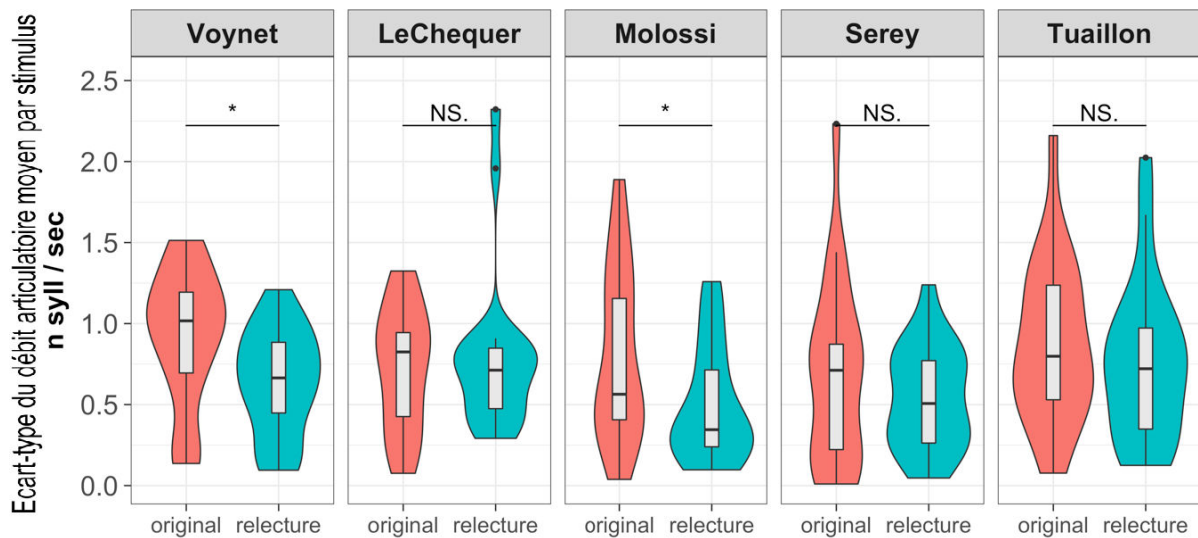 Ecart-type du débit articulatoire moyen par stimulus
n syll / sec
Voynet LeChequer Molossi Serey Tuaillon
2.5
2.0
1.5
1.0
0.5
0.0
* NS. * NS. NS.
original relecture original relecture original relecture original relecture original relecture